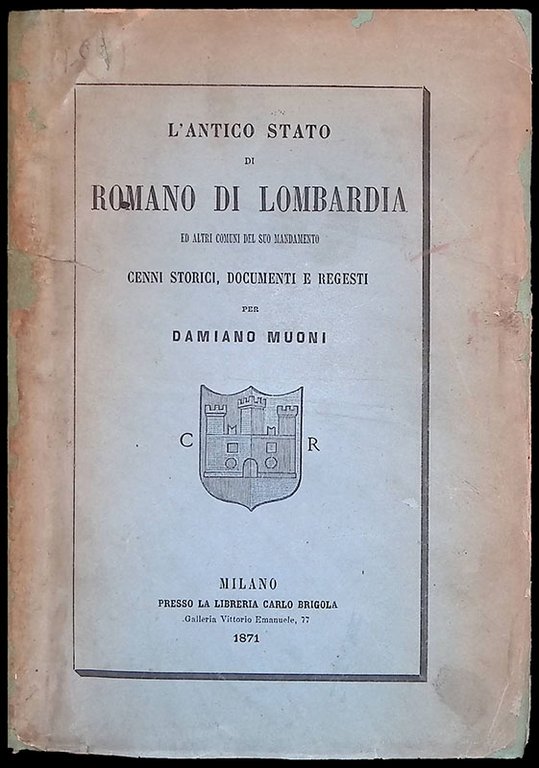 L'ANTICO STATO
DI
ROMANO DI LOMBARDIA
ED ALTRI COMUNI DEL SUO MANDAMENTO
CENNI STORICI, DOCUMENTI E REGESTI
PER
DAMIANO MUONI
C R
MILANO
PRESSO LA LIBRERIA CARLO BRIGOLA
Galleria Vittorio Emanuele, 77
1871